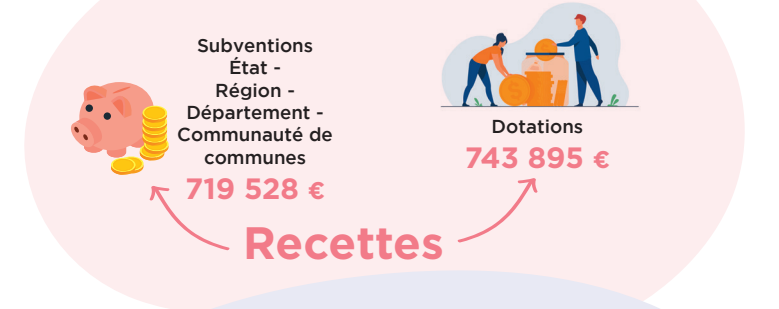 Subventions
État -
Région -
Département -
Communauté de
communes
719 528 €
Dotations
743 895 €
Recettes